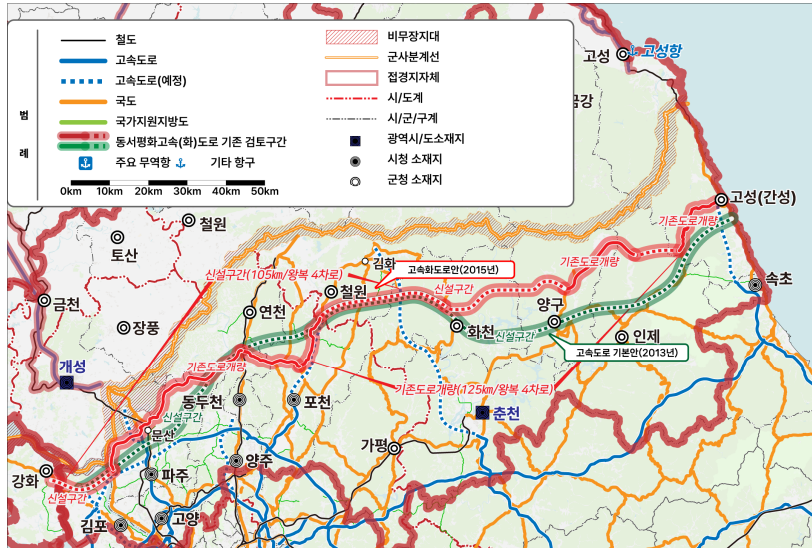 범
례
철도
고속도로
고속도로(예정)
국도
국가지원지방도
동서평화고속(화)도로 기존 검토구간
주요 무역항
기타 항구
0km 10km 20km 30km 40km 50km
비무장지대
군사분계선
접경지자체
시/도계
시/군/구계
광역시/도소재지
시청 소재지
군청 소재지
고성
고성항
금강
고성(간성)
기존도로개량
철원
토산
김화
고속화도로안(2015년)
기존도로개량
신설구간(105km/왕복 4차로)
신설구간
속초
금천
철원
연천
장풍
양구
화천
신설구간
인제
고속도로 기본안(2013년)
개성
기존도로개량
기존도로개량(125km/왕복 4차로)
동두천
포천
춘천
신설구간
문산
가평
강화
양주
파주
신설구간
김포
고양